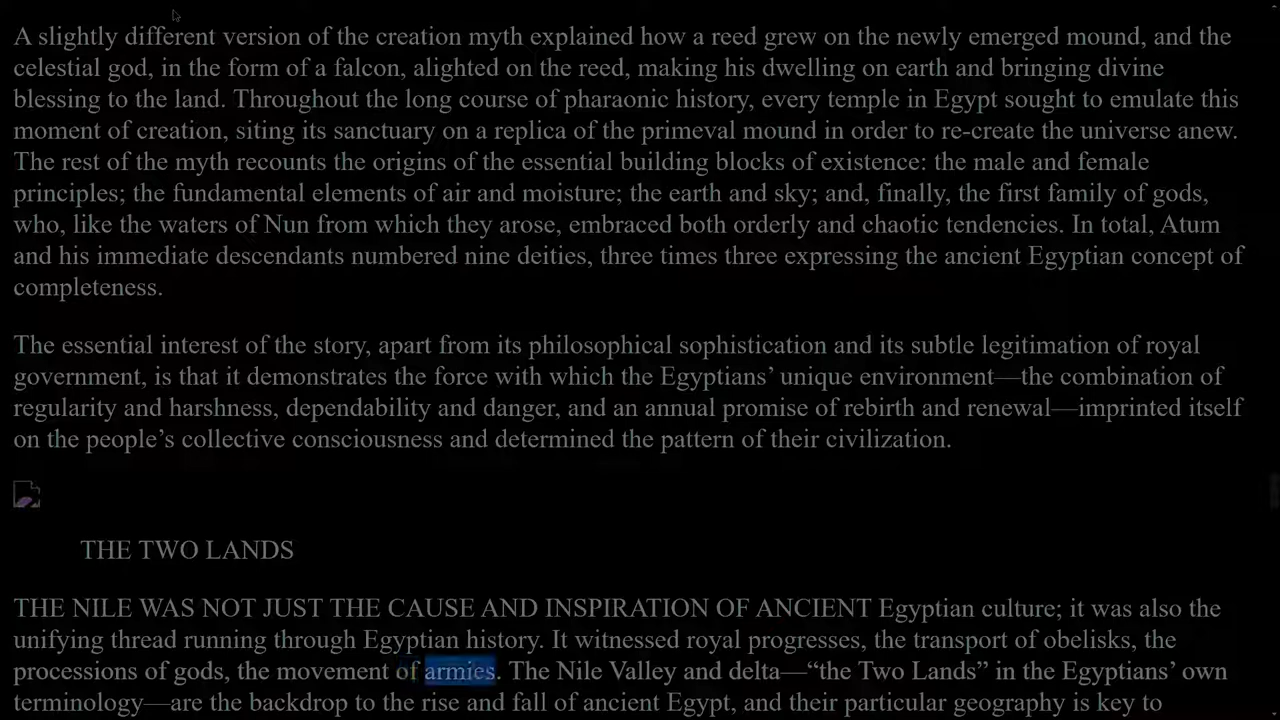 A slightly different version of the creation myth explained how a reed grew on the newly emerged mound, and the
celestial god, in the form of a falcon, alighted on the reed, making his dwelling on earth and bringing divine
blessing to the land. Throughout the long course of pharaonic history, every temple in Egypt sought to emulate this
moment of creation, siting its sanctuary on a replica of the primeval mound in order to re-create the universe anew.
The rest of the myth recounts the origins of the essential building blocks of existence: the male and female
principles; the fundamental elements of air and moisture; the earth and sky; and, finally, the first family of gods,
who, like the waters of Nun from which they arose, embraced both orderly and chaotic tendencies. In total, Atum
and his immediate descendants numbered nine deities, three times three expressing the ancient Egyptian concept of
completeness.
The essential interest of the story, apart from its philosophical sophistication and its subtle legitimation of royal
government, is that it demonstrates the force with which the Egyptians’ unique environment—the combination of
regularity and harshness, dependability and danger, and an annual promise of rebirth and renewal—imprinted itself
on the people’s collective consciousness and determined the pattern of their civilization.
THE TWO LANDS
THE NILE WAS NOT JUST THE CAUSE AND INSPIRATION OF ANCIENT Egyptian culture; it was also the
unifying thread running through Egyptian history. It witnessed royal progresses, the transport of obelisks, the
processions of gods, the movement of armies. The Nile Valley and delta—“the Two Lands” in the Egyptians’ own
terminology—are the backdrop to the rise and fall of ancient Egypt, and their particular geography is key to